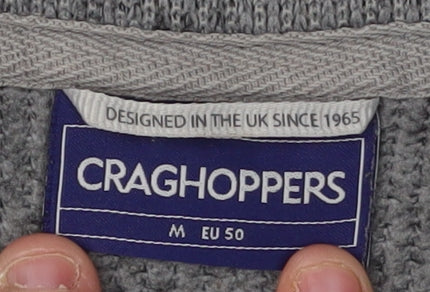 DESIGNED IN THE UK SINCE 1965
CRAGHOPPERS
M EU 50